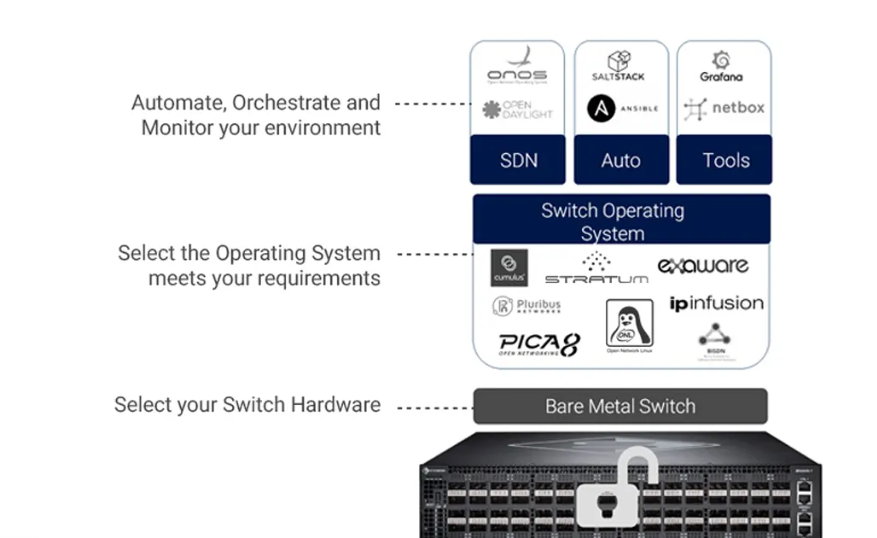 onos
Open Network Operating System
OPEN
DAYLIGHT
SALTSTACK
ANSIBLE
Grafana
netbox
Automate, Orchestrate and
Monitor your environment
SDN
Auto
Tools
Switch Operating
System
Select the Operating System
meets your requirements
cumulus
STRATUM
exaware
Pluribus
NETWORKS
ipinfusion
PICA8
OPEN NETWORKING
ONL
Open Network Linux
Select your Switch Hardware
Bare Metal Switch